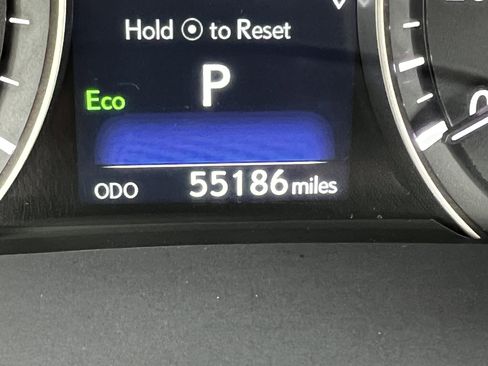 Hold ⦿ to Reset
P
Eco
ODO 55186 miles